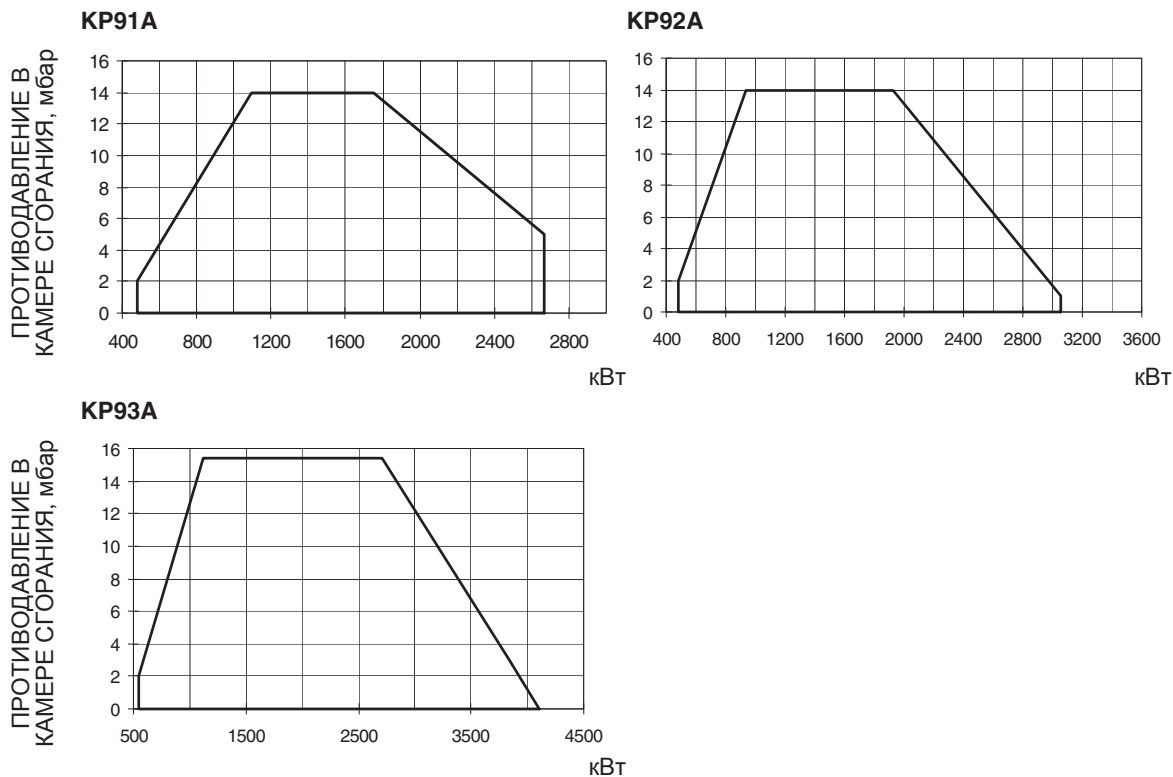 KP91A
ПРОТИВОДАВЛЕНИЕ В
КАМЕРЕ СГОРАНИЯ, мбар
16
14
12
10
8
6
4
2
0
400 800 1200 1600 2000 2400 2800
кВт
KP92A
16
14
12
10
8
6
4
2
0
400 800 1200 1600 2000 2400 2800 3200 3600
кВт
KP93A
ПРОТИВОДАВЛЕНИЕ В
КАМЕРЕ СГОРАНИЯ, мбар
16
14
12
10
8
6
4
2
0
500 1500 2500 3500 4500
кВт